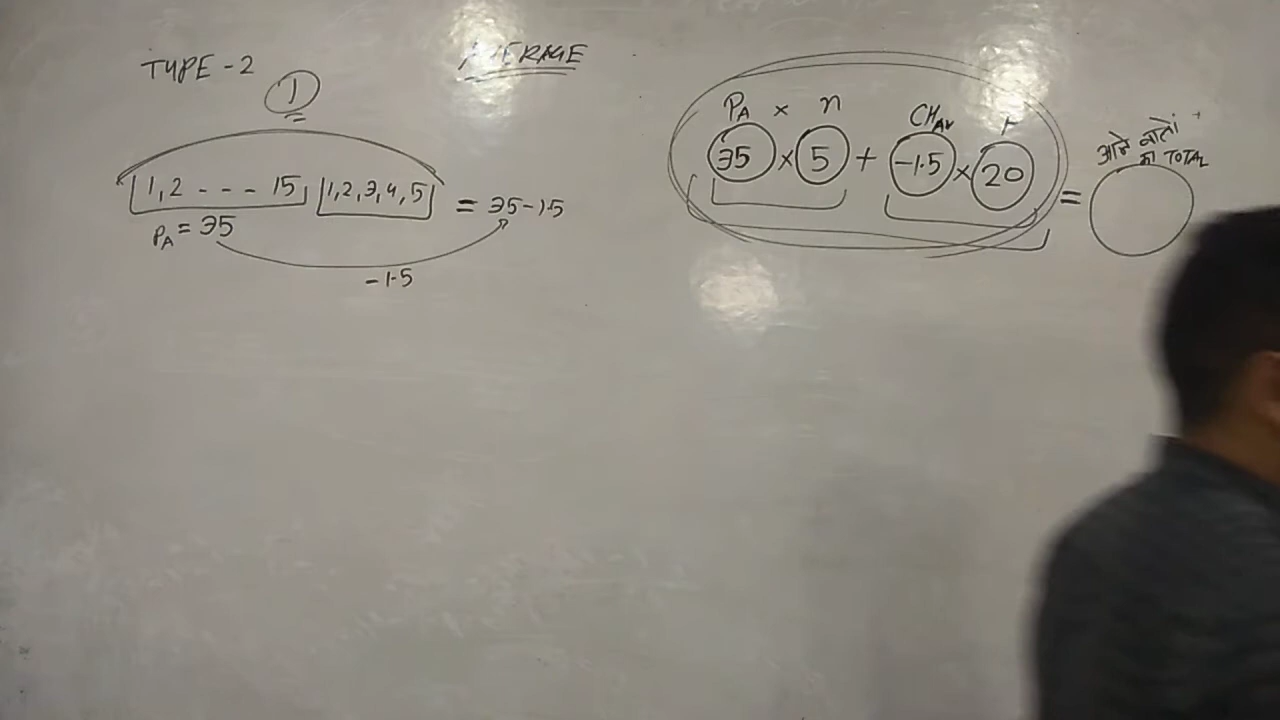 TYPE - 2
AVERAGE
1
1, 2 - - - 15 1, 2, 3, 4, 5 = 35 - 1.5
PA = 35
- 1.5
PA × n CHAV
35 × 5 + -1.5 × 20 =
आने वालों
का TOTAL